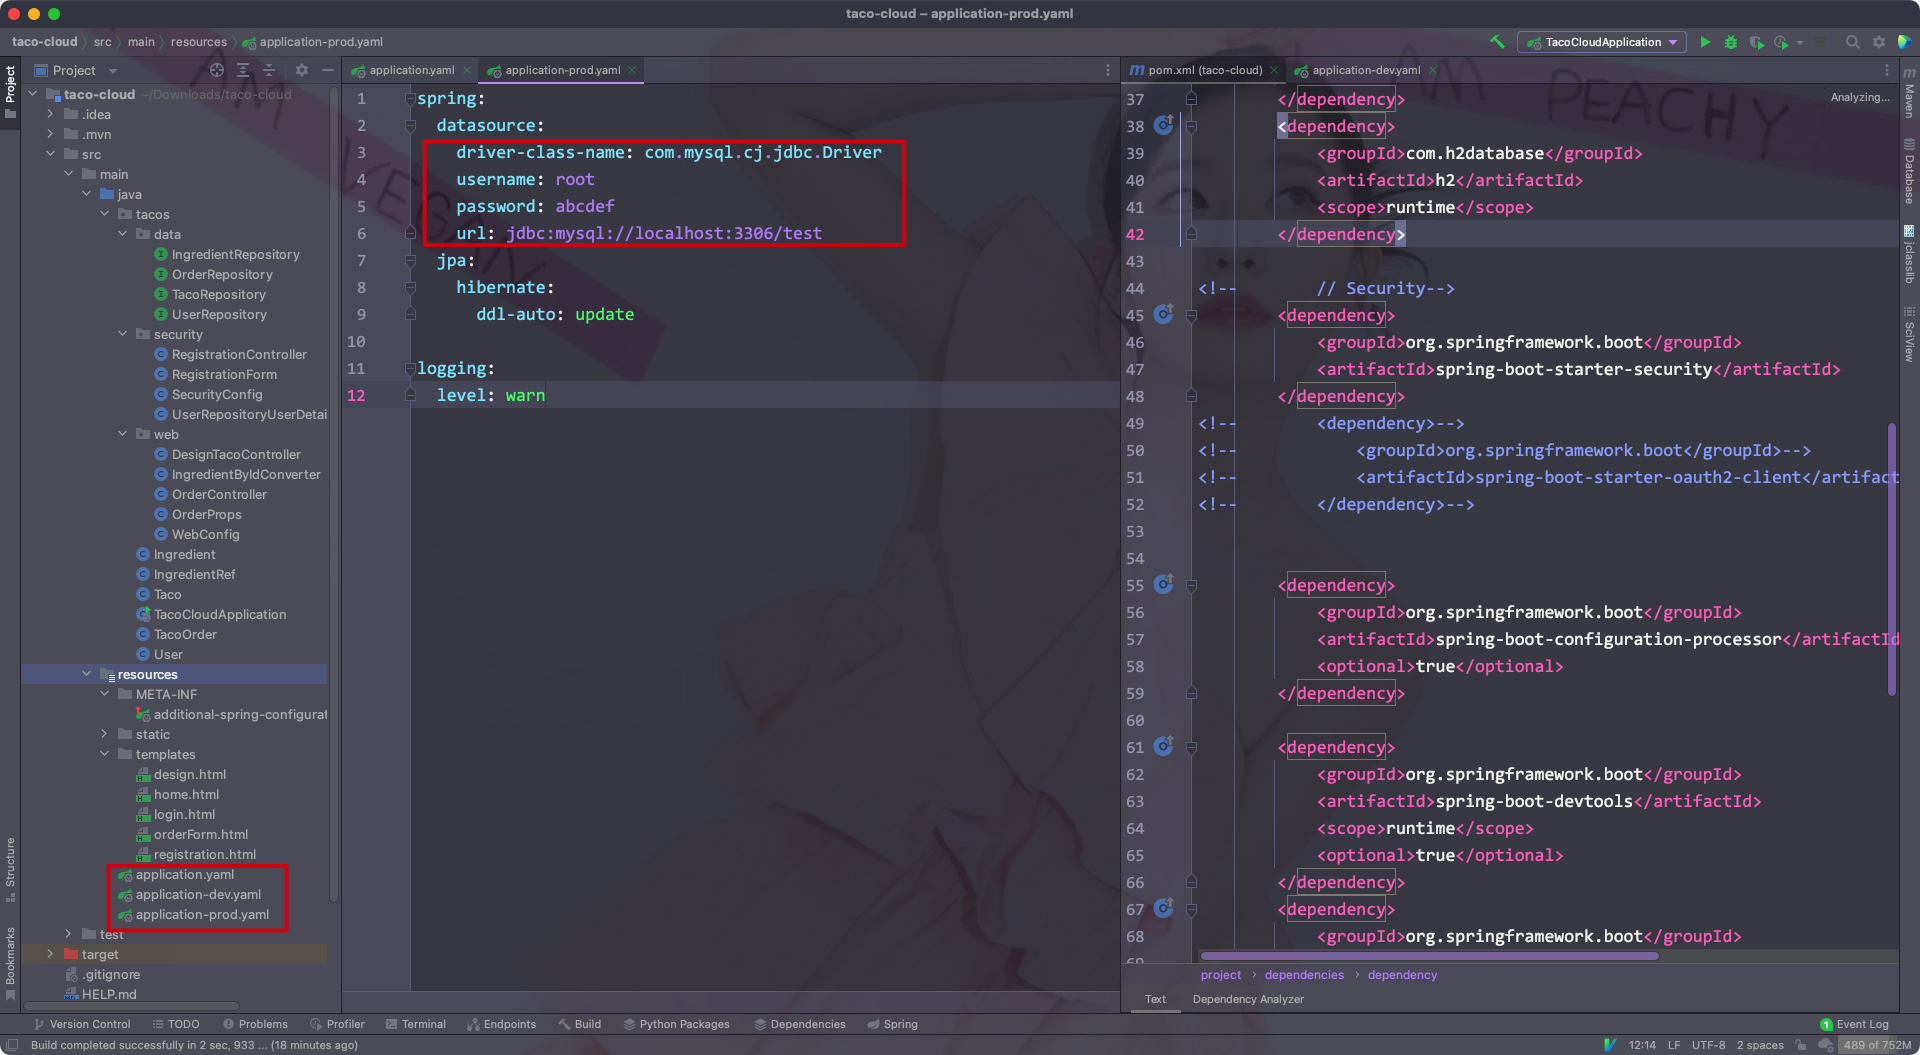 taco-cloud – application-prod.yaml
taco-cloud src main resources application-prod.yaml
TacoCloudApplication
Project
application.yaml application-prod.yaml
pom.xml (taco-cloud) application-dev.yaml
Project
Structure
Bookmarks
taco-cloud ~/Downloads/taco-cloud
.idea
.mvn
src
main
java
tacos
data
IngredientRepository
OrderRepository
TacoRepository
UserRepository
security
RegistrationController
RegistrationForm
SecurityConfig
UserRepositoryUserDetai
web
DesignTacoController
IngredientByIdConverter
OrderController
OrderProps
WebConfig
Ingredient
IngredientRef
Taco
TacoCloudApplication
TacoOrder
User
resources
META-INF
additional-spring-configurat
static
templates
design.html
home.html
login.html
orderForm.html
registration.html
application.yaml
application-dev.yaml
application-prod.yaml
test
target
.gitignore
HELP.md
1 spring:
2 datasource:
3 driver-class-name: com.mysql.cj.jdbc.Driver
4 username: root
5 password: abcdef
6 url: jdbc:mysql://localhost:3306/test
7 jpa:
8 hibernate:
9 ddl-auto: update
10
11 logging:
12 level: warn
Analyzing...
37 </dependency>
38 <dependency>
39 <groupId>com.h2database</groupId>
40 <artifactId>h2</artifactId>
41 <scope>runtime</scope>
42 </dependency>
43
44 <!-- // Security-->
45 <dependency>
46 <groupId>org.springframework.boot</groupId>
47 <artifactId>spring-boot-starter-security</artifactId>
48 </dependency>
49 <!-- <dependency>-->
50 <!-- <groupId>org.springframework.boot</groupId>-->
51 <!-- <artifactId>spring-boot-starter-oauth2-client</artifact
52 <!-- </dependency>-->
53
54
55 <dependency>
56 <groupId>org.springframework.boot</groupId>
57 <artifactId>spring-boot-configuration-processor</artifactId
58 <optional>true</optional>
59 </dependency>
60
61 <dependency>
62 <groupId>org.springframework.boot</groupId>
63 <artifactId>spring-boot-devtools</artifactId>
64 <scope>runtime</scope>
65 <optional>true</optional>
66 </dependency>
67 <dependency>
68 <groupId>org.springframework.boot</groupId>
69
project dependencies dependency
Text Dependency Analyzer
Maven
Database
jclasslib
SciView
I AM VEGAN
I AM PEACHY
Version Control TODO Problems Profiler Terminal Endpoints Build Python Packages Dependencies Spring
1 Event Log
Build completed successfully in 2 sec, 933 ... (18 minutes ago)
12:14 LF UTF-8 2 spaces 489 of 752M